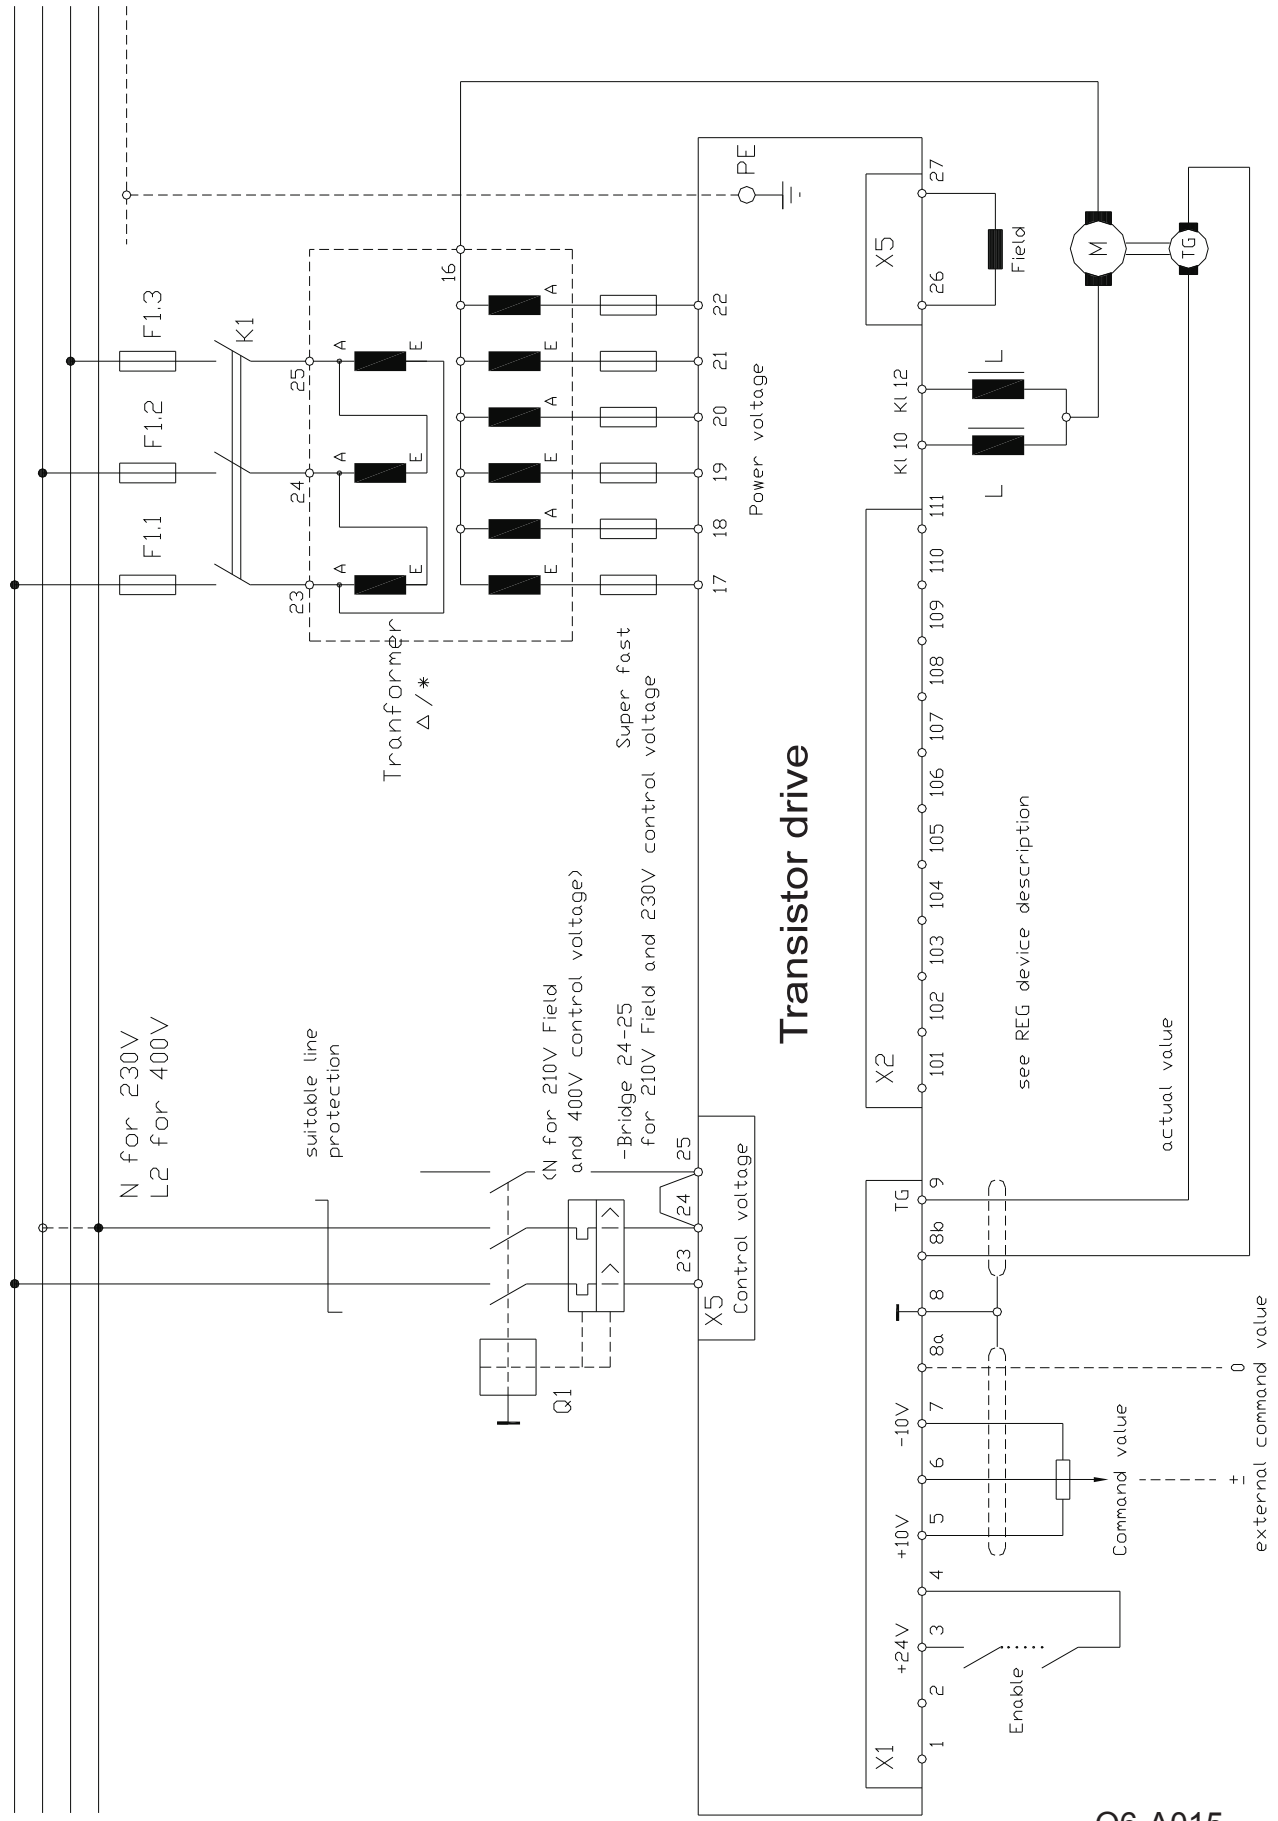 N for 230V
L2 for 400V
F1.1
F1.2
F1.3
K1
suitable line
protection
23
24
25
16
PE
Tranformer
Δ/*
A
A
A
E
E
E
E
A
E
A
E
A
Q1
(N for 210V Field
and 400V control voltage)
-Bridge 24-25
for 210V Field and 230V control voltage
Super fast
X5
23
24
25
Control voltage
17
18
19
20
21
22
Power voltage
Transistor drive
X1
+24V
+10V
-10V
TG
1
2
3
4
5
6
7
8a
8
8b
9
X2
101
102
103
104
105
106
107
108
109
110
111
Kl 10
Kl 12
X5
26
27
L
L
Field
Enable
see REG device description
M
TG
Command value
actual value
+
-
0
external command value